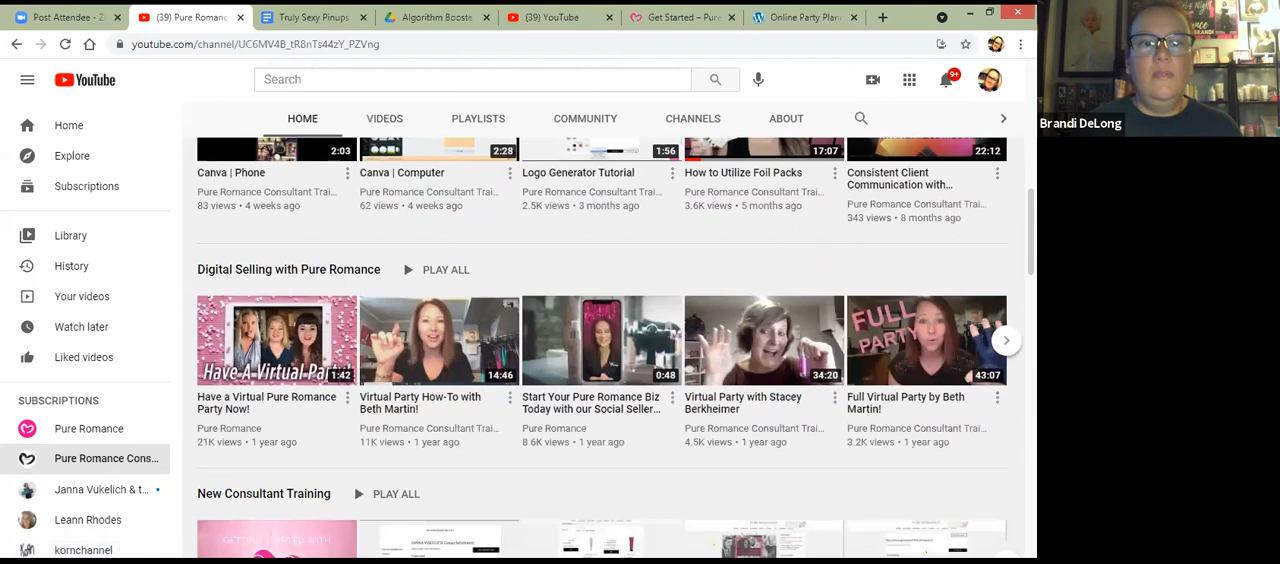 Post Attendee - Z
(39) Pure Romanc
Truly Sexy Pinups
Algorithm Booste
(39) YouTube
Get Started – Pure
Online Party Plan
youtube.com/channel/UC6MV4B_tR8nTs44zY_PZVng
YouTube
Search
9+
HOME
VIDEOS
PLAYLISTS
COMMUNITY
CHANNELS
ABOUT
Home
Explore
Subscriptions
Library
History
Your videos
Watch later
Liked videos
SUBSCRIPTIONS
Pure Romance
Pure Romance Cons...
Janna Vukelich & t...
Leann Rhodes
kornchannel
2:03
2:28
1:56
17:07
22:12
Canva | Phone
Pure Romance Consultant Trai...
83 views • 4 weeks ago
Canva | Computer
Pure Romance Consultant Trai...
62 views • 4 weeks ago
Logo Generator Tutorial
Pure Romance Consultant Trai...
2.5K views • 3 months ago
How to Utilize Foil Packs
Pure Romance Consultant Trai...
3.6K views • 5 months ago
Consistent Client
Communication with...
Pure Romance Consultant Trai...
343 views • 8 months ago
Digital Selling with Pure Romance
PLAY ALL
Have A Virtual Par
1:42
14:46
0:48
34:20
FULL
PARTY
43:07
Have a Virtual Pure Romance
Party Now!
Pure Romance
21K views • 1 year ago
Virtual Party How-To with
Beth Martin!
Pure Romance Consultant Trai...
11K views • 1 year ago
Start Your Pure Romance Biz
Today with our Social Seller...
Pure Romance
8.6K views • 1 year ago
Virtual Party with Stacey
Berkheimer
Pure Romance Consultant Trai...
4.5K views • 1 year ago
Full Virtual Party by Beth
Martin!
Pure Romance Consultant Trai...
3.2K views • 1 year ago
New Consultant Training
PLAY ALL
Brandi DeLong